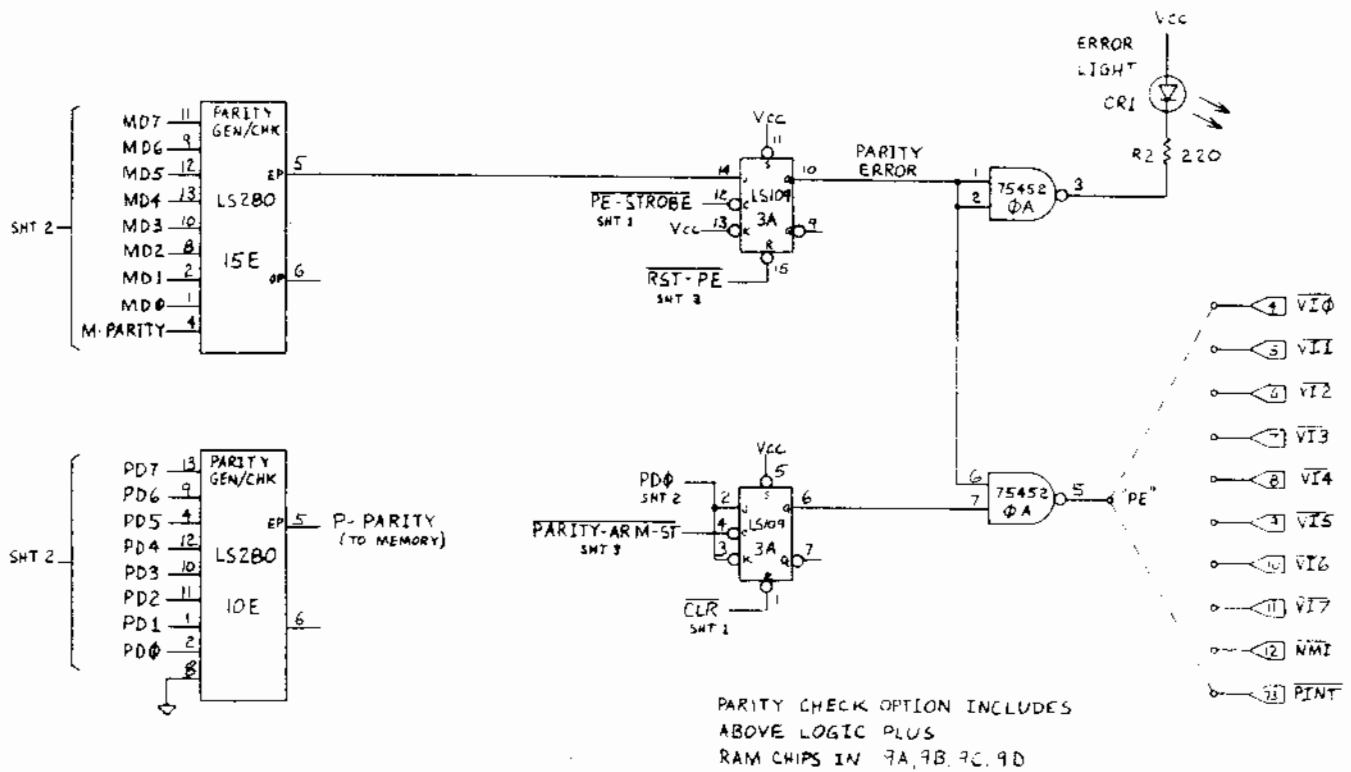 PARITY
GEN/CHK
LS280
15E
SHT 2
MD7 11
MD6 9
MD5 12
MD4 13
MD3 10
MD2 8
MD1 2
MDφ 1
M-PARITY 4
EP 5
OP 6
PE-STROBE
SHT 1
Vcc
11
S
14 J
12 C
Vcc 13 K
LS109
3A
Q 10
Q 9
R
15
RST-PE
SHT 3
PARITY
ERROR
1
2
75452
φA
3
Vcc
ERROR
LIGHT
CR1
R2 220
PARITY
GEN/CHK
LS280
10E
SHT 2
PD7 13
PD6 9
PD5 4
PD4 12
PD3 10
PD2 11
PD1 1
PDφ 2
8
EP 5 P-PARITY
(TO MEMORY)
6
Vcc
5
S
PDφ
SHT 2
PARITY-ARM-ST
SHT 3
2 J
4 C
3 K
LS109
3A
Q 6
Q 7
R
1
CLR
SHT 1
6
7
75452
φA
5
"PE"
4 VIφ
5 VI1
6 VI2
7 VI3
8 VI4
9 VI5
10 VI6
11 VI7
12 NMI
73 PINT
PARITY CHECK OPTION INCLUDES
ABOVE LOGIC PLUS
RAM CHIPS IN 9A, 9B, 9C, 9D